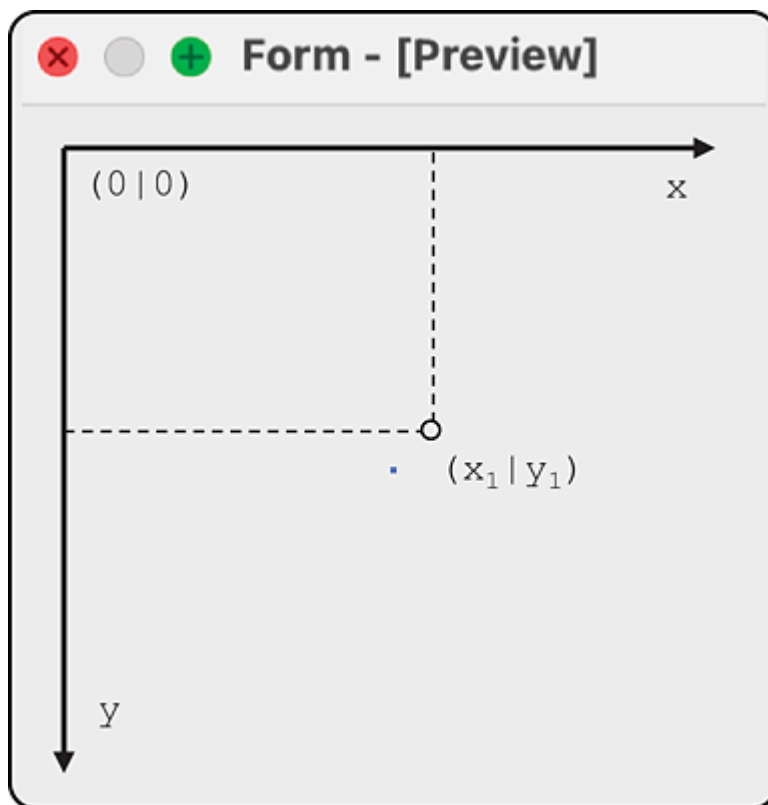 Form - [Preview]
(0|0)
x
(x₁|y₁)
y